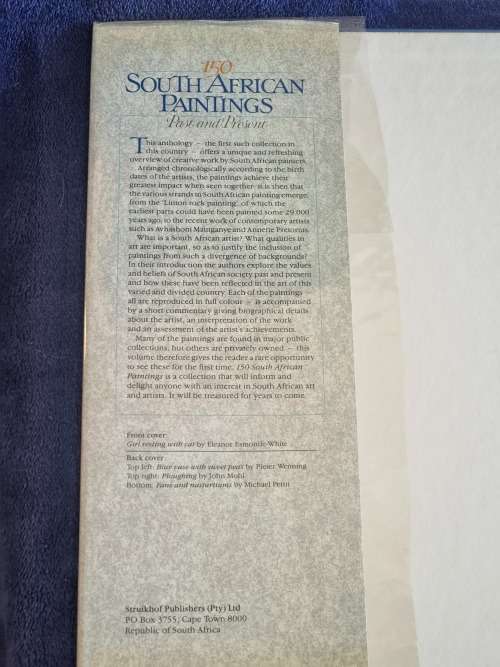 150
SOUTH AFRICAN
PAINTINGS
Past and Present
This anthology – the first such collection in
this country – offers a unique and refreshing
overview of creative work by South African painters.
Arranged chronologically according to the birth
dates of the artists, the paintings achieve their
greatest impact when seen together: it is then that
the various strands in South African painting emerge,
from the 'Linton rock painting', of which the
earliest parts could have been painted some 29 000
years ago, to the recent work of contemporary artists
such as Avhashoni Mainganye and Annette Pretorius.
What is a South African artist? What qualities in
art are important, so as to justify the inclusion of
paintings from such a divergence of backgrounds?
In their introduction the authors explore the values
and beliefs of South African society past and present
and how these have been reflected in the art of this
varied and divided country. Each of the paintings –
all are reproduced in full colour – is accompanied
by a short commentary giving biographical details
about the artist, an interpretation of the work
and an assessment of the artist's achievements.
Many of the paintings are found in major public
collections, but others are privately owned – this
volume therefore gives the reader a rare opportunity
to see these for the first time. 150 South African
Paintings is a collection that will inform and
delight anyone with an interest in South African art
and artists. It will be treasured for years to come.
Front cover:
Girl resting with cat by Eleanor Esmonde-White
Back cover:
Top left: Blue vase with sweet peas by Pieter Wenning
Top right: Ploughing by John Mohl
Bottom: Fans and nasturtiums by Michael Pettit
Struikhof Publishers (Pty) Ltd
PO Box 3755, Cape Town 8000
Republic of South Africa